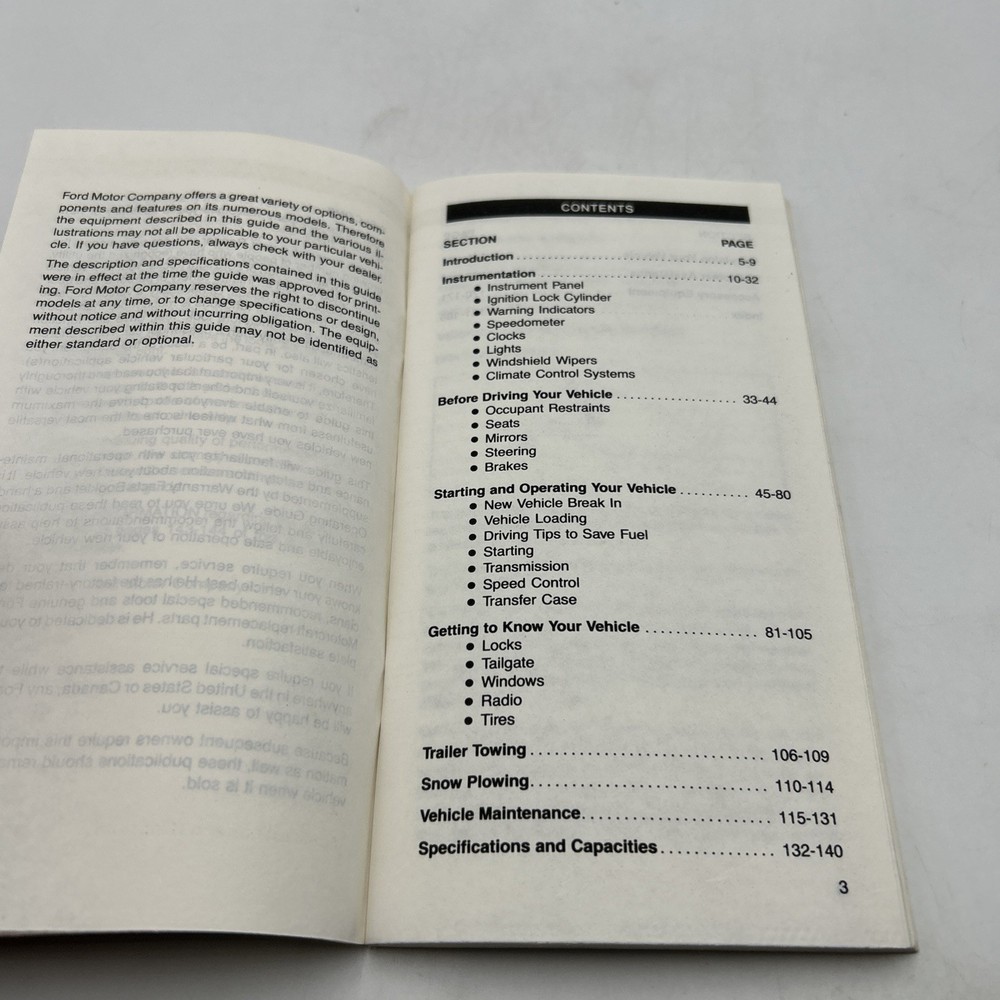 Ford Motor Company offers a great variety of options, com-
ponents and features on its numerous models. Therefore
the equipment described in this guide and the various il-
lustrations may not all be applicable to your particular vehi-
cle. If you have questions, always check with your dealer.
The description and specifications contained in this guide
were in effect at the time the guide was approved for print-
ing. Ford Motor Company reserves the right to discontinue
models at any time, or to change specifications or design,
without notice and without incurring obligation. The equip-
ment described within this guide may not be identified as
either standard or optional.
CONTENTS
SECTION PAGE
Introduction 5-9
Instrumentation 10-32
• Instrument Panel
• Ignition Lock Cylinder
• Warning Indicators
• Speedometer
• Clocks
• Lights
• Windshield Wipers
• Climate Control Systems
Before Driving Your Vehicle 33-44
• Occupant Restraints
• Seats
• Mirrors
• Steering
• Brakes
Starting and Operating Your Vehicle 45-80
• New Vehicle Break In
• Vehicle Loading
• Driving Tips to Save Fuel
• Starting
• Transmission
• Speed Control
• Transfer Case
Getting to Know Your Vehicle 81-105
• Locks
• Tailgate
• Windows
• Radio
• Tires
Trailer Towing 106-109
Snow Plowing 110-114
Vehicle Maintenance 115-131
Specifications and Capacities 132-140
3